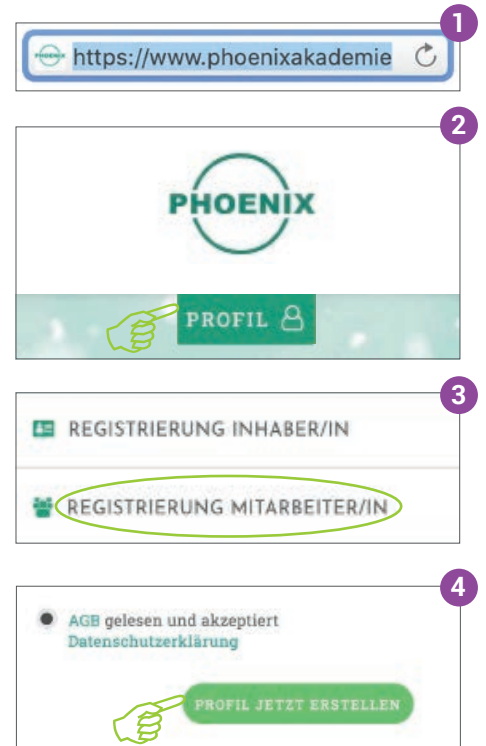 1
PHOENIX https://www.phoenixakademie
2
PHOENIX
PROFIL
3
REGISTRIERUNG INHABER/IN
REGISTRIERUNG MITARBEITER/IN
4
AGB gelesen und akzeptiert
Datenschutzerklärung
PROFIL JETZT ERSTELLEN